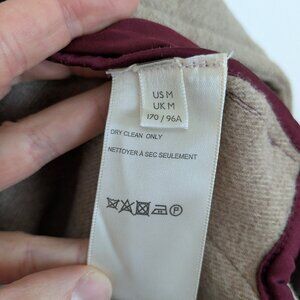 US M
UK M
170 / 96A
DRY CLEAN ONLY
NETTOYER À SEC SEULEMENT
P